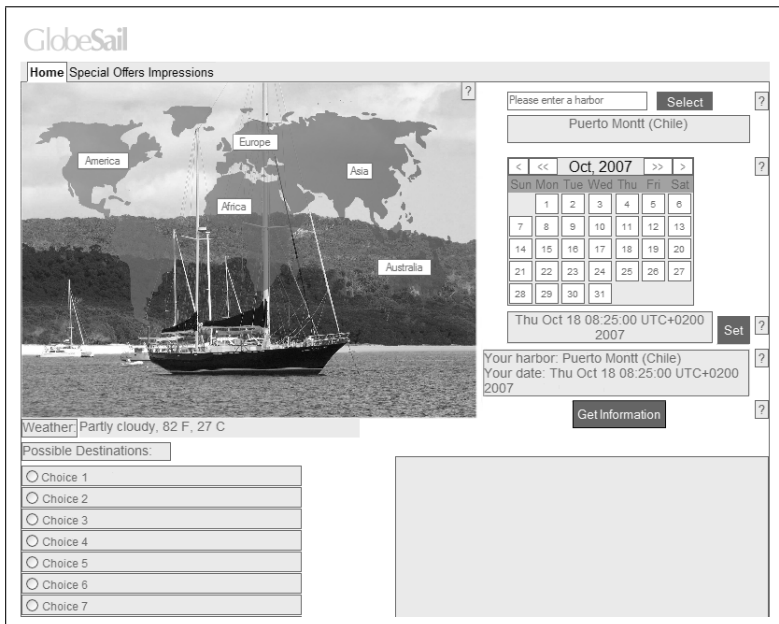 GlobeSail
Home Special Offers Impressions
?
America
Europe
Asia
Africa
Australia
Please enter a harbor Select ?
Puerto Montt (Chile)
< << Oct, 2007 >> > ?
Sun Mon Tue Wed Thu Fri Sat
1 2 3 4 5 6
7 8 9 10 11 12 13
14 15 16 17 18 19 20
21 22 23 24 25 26 27
28 29 30 31
Thu Oct 18 08:25:00 UTC+0200
2007
Set ?
Your harbor: Puerto Montt (Chile)
Your date: Thu Oct 18 08:25:00 UTC+0200
2007
?
Get Information ?
Weather: Partly cloudy, 82 F, 27 C
Possible Destinations:
Choice 1
Choice 2
Choice 3
Choice 4
Choice 5
Choice 6
Choice 7